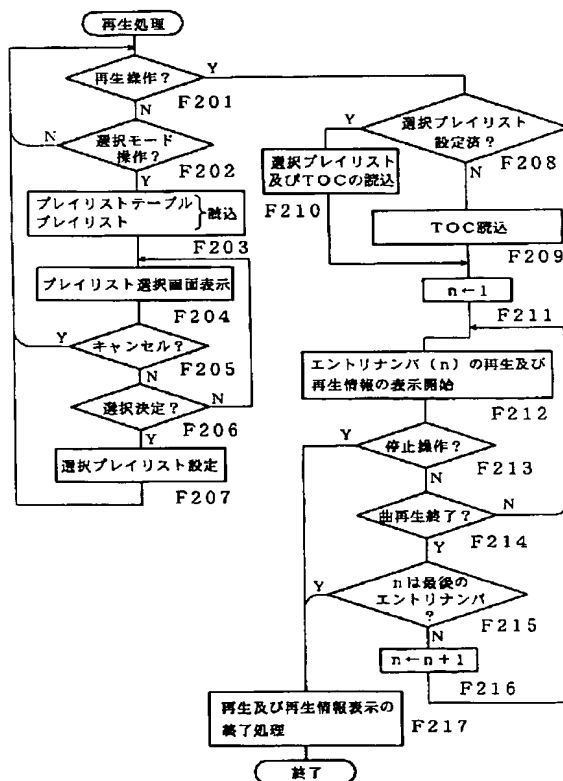 再生処理
再生操作？
Y
N
F201
選択モード
操作？
N
Y
F202
プレイリストテーブル
プレイリスト
読込
F203
プレイリスト選択画面表示
F204
キャンセル？
Y
N
F205
選択決定？
N
Y
F206
選択プレイリスト設定
F207
選択プレイリスト
設定済？
Y
N
F208
選択プレイリスト
及びTOCの読込
F210
TOC読込
F209
n←1
F211
エントリナンバ（n）の再生及び
再生情報の表示開始
F212
停止操作？
Y
N
F213
曲再生終了？
N
Y
F214
nは最後の
エントリナンバ
？
Y
N
F215
n←n+1
F216
再生及び再生情報表示の
終了処理
F217
終了